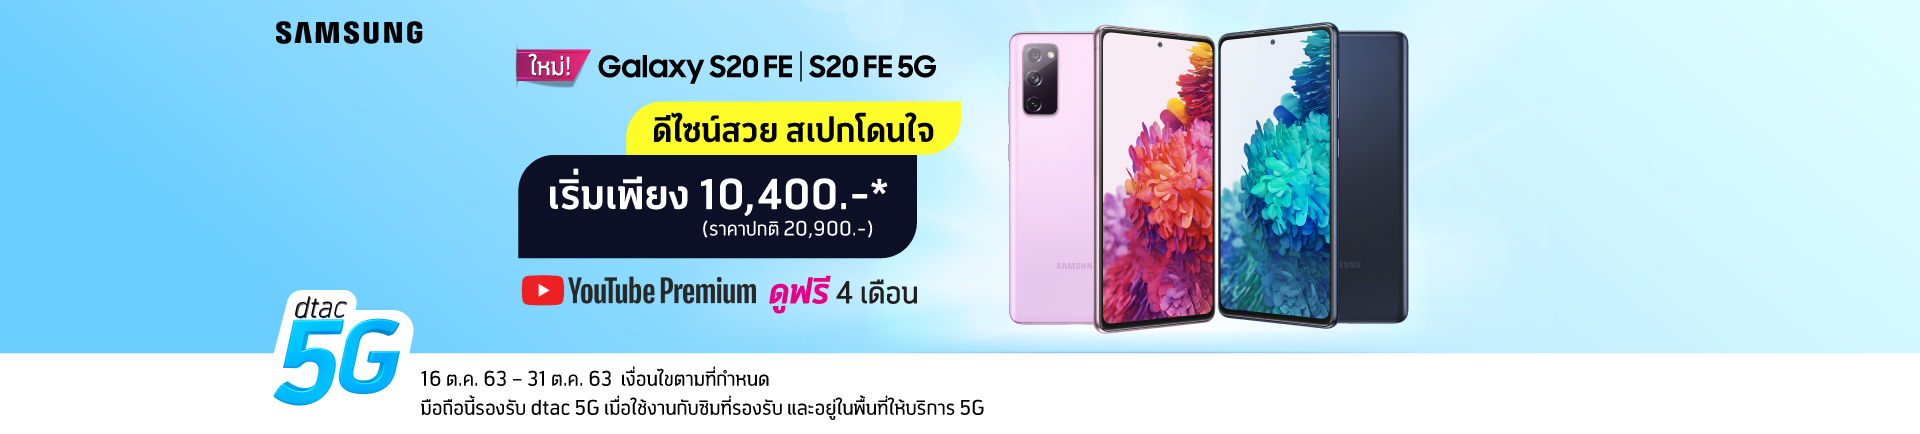 SAMSUNG
ใหม่! Galaxy S20 FE | S20 FE 5G
ดีไซน์สวย สเปกโดนใจ
เริ่มเพียง 10,400.-*
(ราคาปกติ 20,900.-)
YouTube Premium ดูฟรี 4 เดือน
SAMSUN
SUNG
dtac
5G
16 ต.ค. 63 – 31 ต.ค. 63 เงื่อนไขตามที่กำหนด
มือถือนี้รองรับ dtac 5G เมื่อใช้งานกับซิมที่รองรับ และอยู่ในพื้นที่ให้บริการ 5G